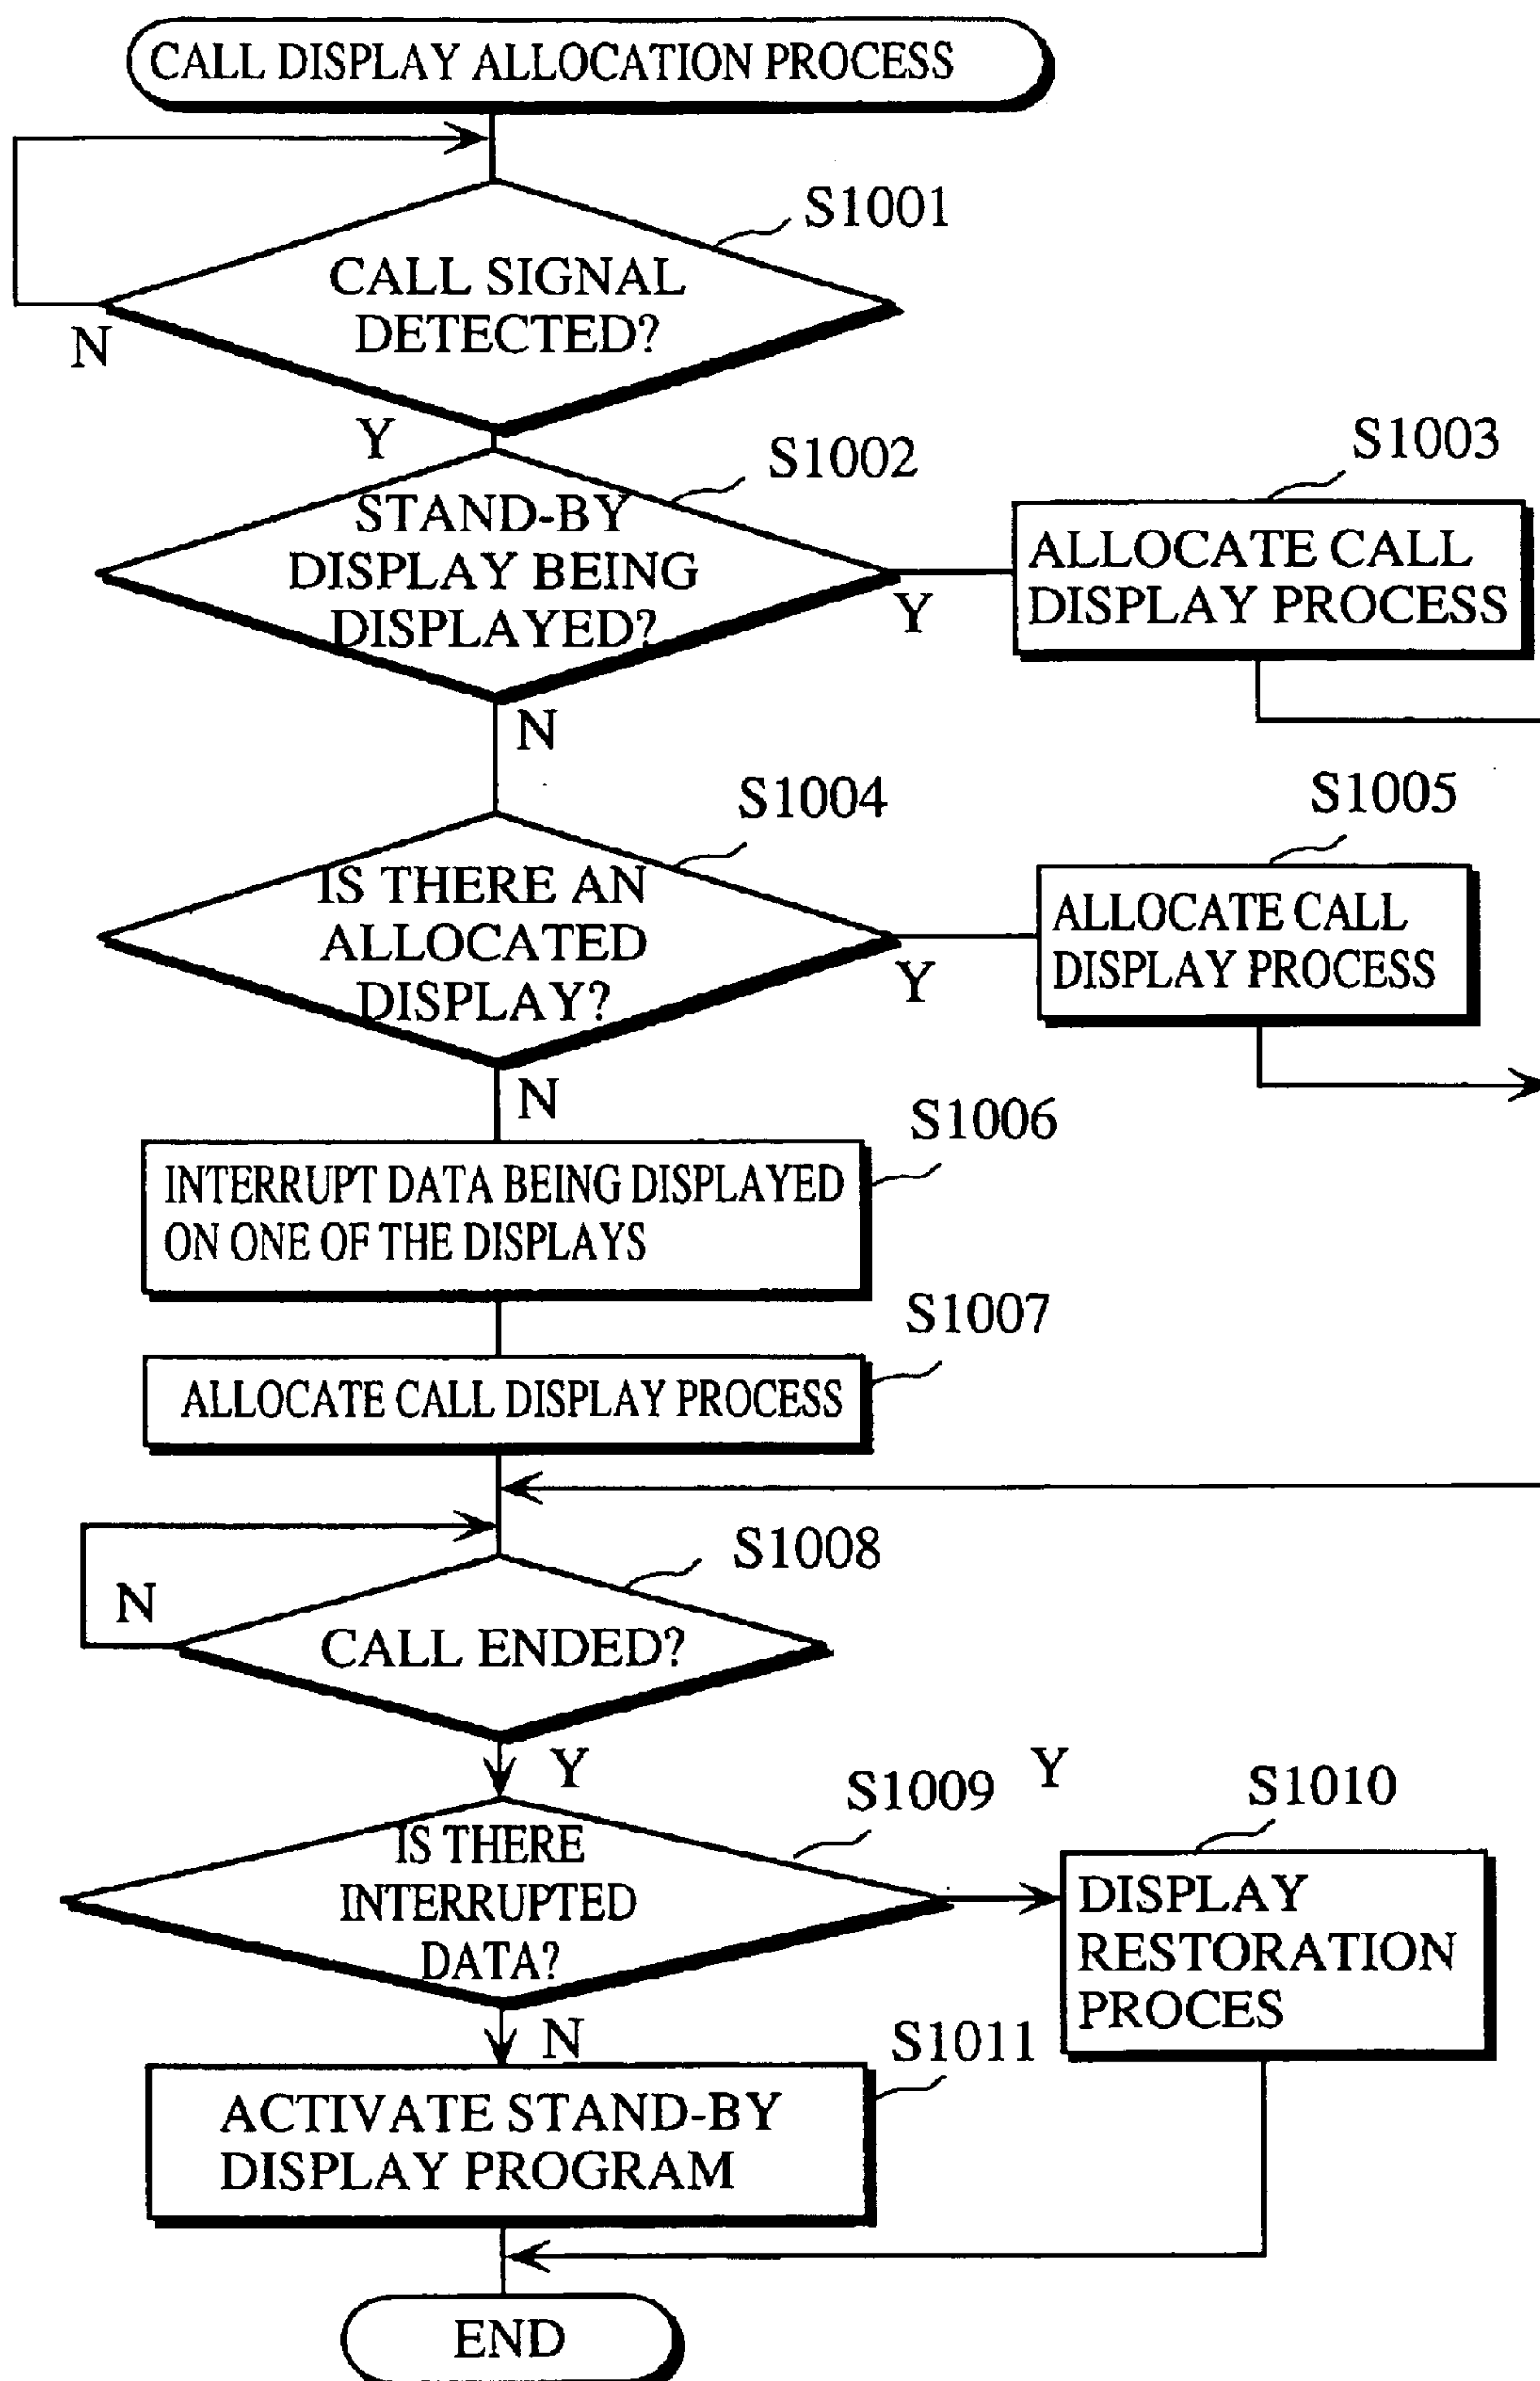 CALL DISPLAY ALLOCATION PROCESS
S1001
CALL SIGNAL
DETECTED?
N
Y
S1002
STAND-BY
DISPLAY BEING
DISPLAYED?
Y
N
S1003
ALLOCATE CALL
DISPLAY PROCESS
S1004
IS THERE AN
ALLOCATED
DISPLAY?
Y
N
S1005
ALLOCATE CALL
DISPLAY PROCESS
S1006
INTERRUPT DATA BEING DISPLAYED
ON ONE OF THE DISPLAYS
S1007
ALLOCATE CALL DISPLAY PROCESS
S1008
N
CALL ENDED?
Y
S1009
Y
IS THERE
INTERRUPTED
DATA?
N
S1010
DISPLAY
RESTORATION
PROCES
S1011
ACTIVATE STAND-BY
DISPLAY PROGRAM
END